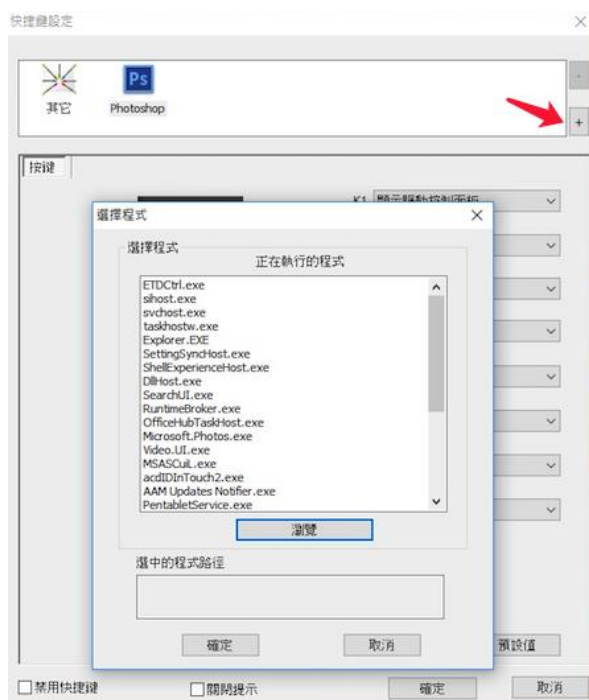 快捷鍵設定
其它
Photoshop
+
按鍵
K1 顯示驅動控制面板
選擇程式
選擇程式
正在執行的程式
ETDCtrl.exe
sihost.exe
svchost.exe
taskhostw.exe
Explorer.EXE
SettingSyncHost.exe
ShellExperienceHost.exe
DllHost.exe
SearchUI.exe
RuntimeBroker.exe
OfficeHubTaskHost.exe
Microsoft.Photos.exe
Video.UI.exe
MSASCuiL.exe
acdIDInTouch2.exe
AAM Updates Notifier.exe
PentabletService.exe
瀏覽
選中的程式路徑
確定 取消
預設值
禁用快捷鍵 關閉提示 確定 取消